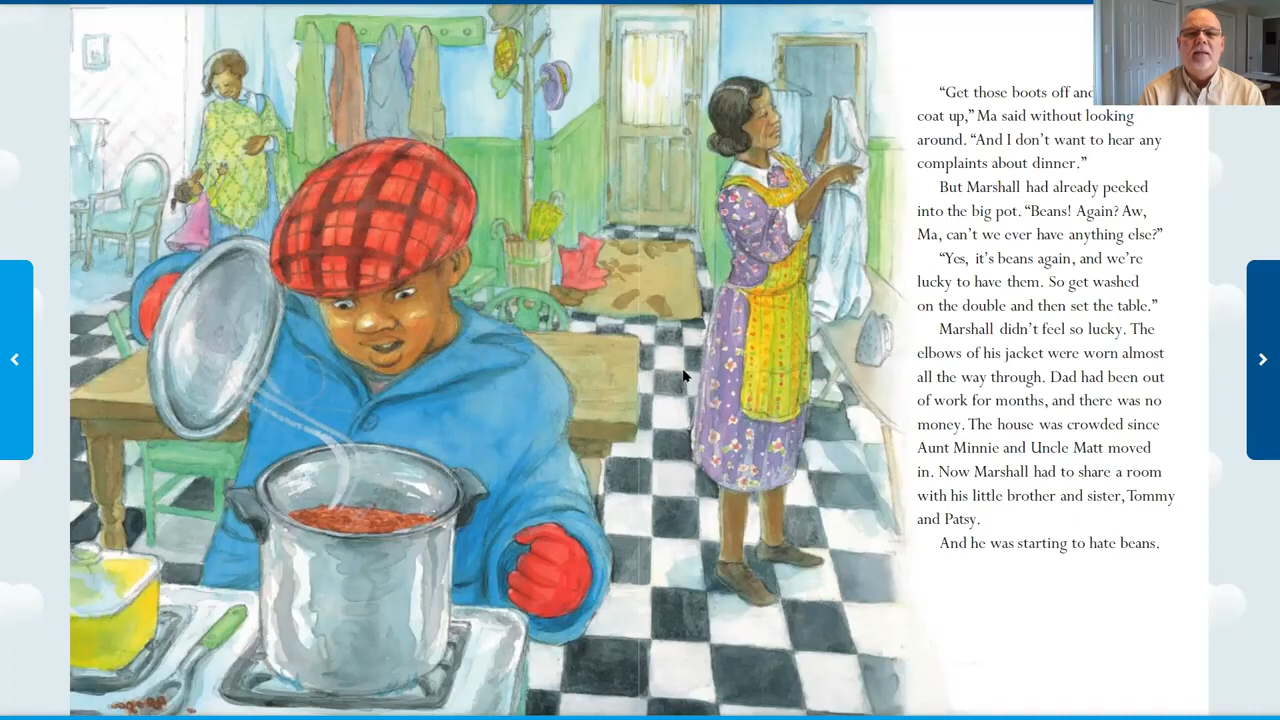 “Get those boots off and
coat up,” Ma said without looking
around. “And I don’t want to hear any
complaints about dinner.”
But Marshall had already peeked
into the big pot. “Beans! Again? Aw,
Ma, can’t we ever have anything else?”
“Yes, it’s beans again, and we’re
lucky to have them. So get washed
on the double and then set the table.”
Marshall didn’t feel so lucky. The
elbows of his jacket were worn almost
all the way through. Dad had been out
of work for months, and there was no
money. The house was crowded since
Aunt Minnie and Uncle Matt moved
in. Now Marshall had to share a room
with his little brother and sister, Tommy
and Patsy.
And he was starting to hate beans.